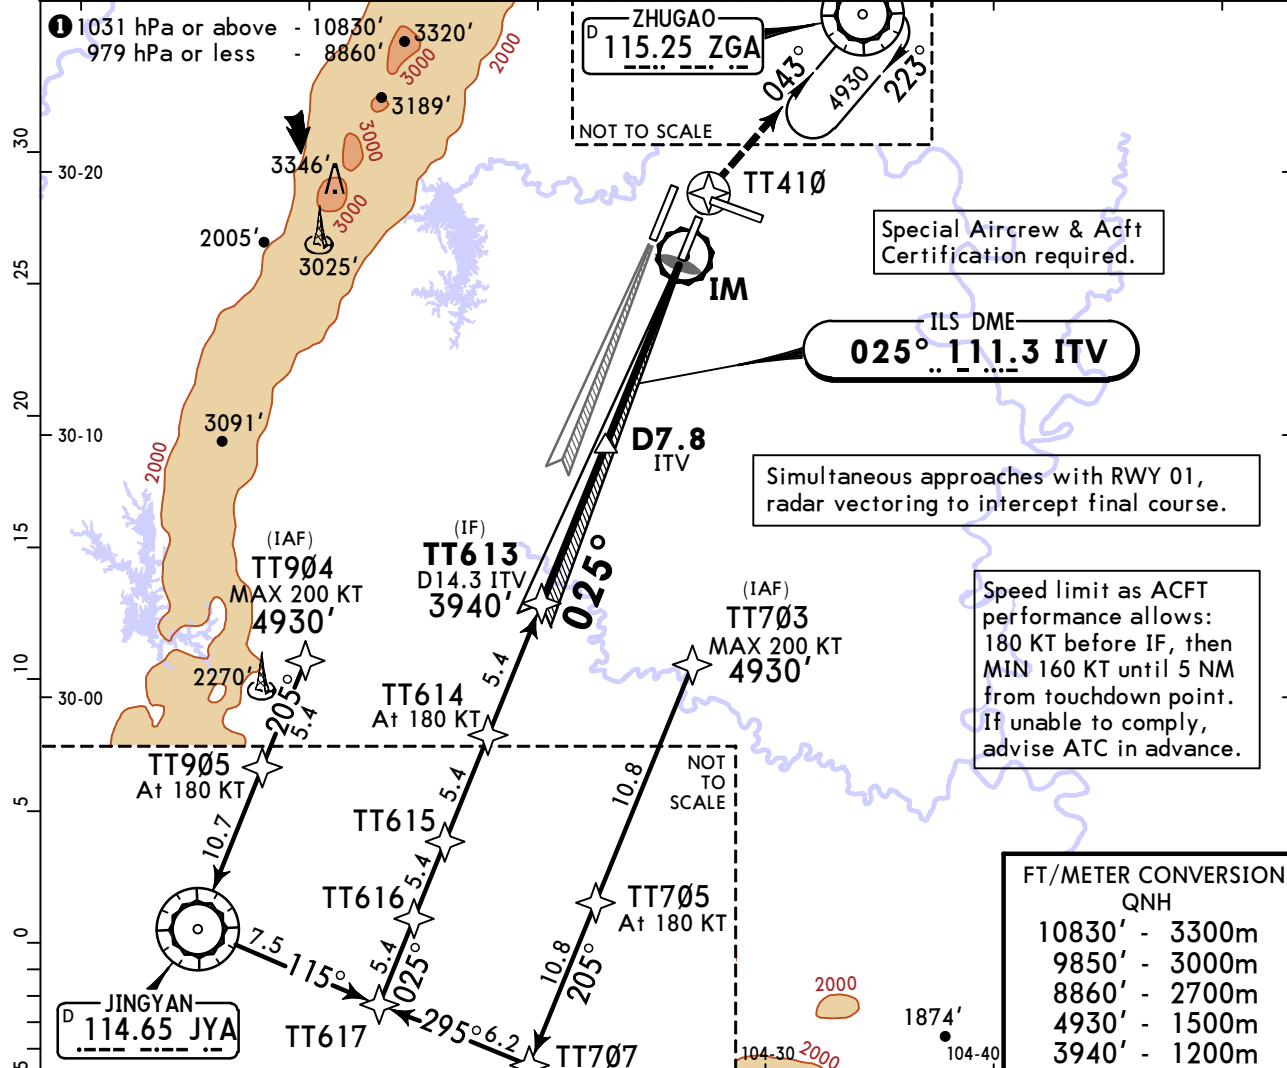 ❶ 1031 hPa or above - 10830'
979 hPa or less - 8860'
3320'
3000
2000
3189'
3000
3346'
3000
2005'
3025'
ZHUGAO
D 115.25 ZGA
NOT TO SCALE
043°
4930
223°
30
30-20
25
20
30-10
15
10
30-00
5
0
5
TT41Ø
IM
Special Aircrew & Acft
Certification required.
ILS DME
025° 111.3 ITV
3091'
2000
D7.8
ITV
Simultaneous approaches with RWY 01,
radar vectoring to intercept final course.
(IAF)
TT9Ø4
MAX 200 KT
4930'
(IF)
TT613
D14.3 ITV
3940'
025°
(IAF)
TT7Ø3
MAX 200 KT
4930'
Speed limit as ACFT
performance allows:
180 KT before IF, then
MIN 160 KT until 5 NM
from touchdown point.
If unable to comply,
advise ATC in advance.
2270'
205°
5.4
TT614
At 180 KT
5.4
TT9Ø5
At 180 KT
10.7
NOT
TO
SCALE
10.8
5.4
TT615
5.4
TT616
5.4
025°
TT7Ø5
At 180 KT
10.8
205°
7.5
115°
JINGYAN
D 114.65 JYA
TT617
295°
6.2
TT7Ø7
2000
1874'
104-30
2000
104-40
FT/METER CONVERSION
QNH
10830' - 3300m
9850' - 3000m
8860' - 2700m
4930' - 1500m
3940' - 1200m